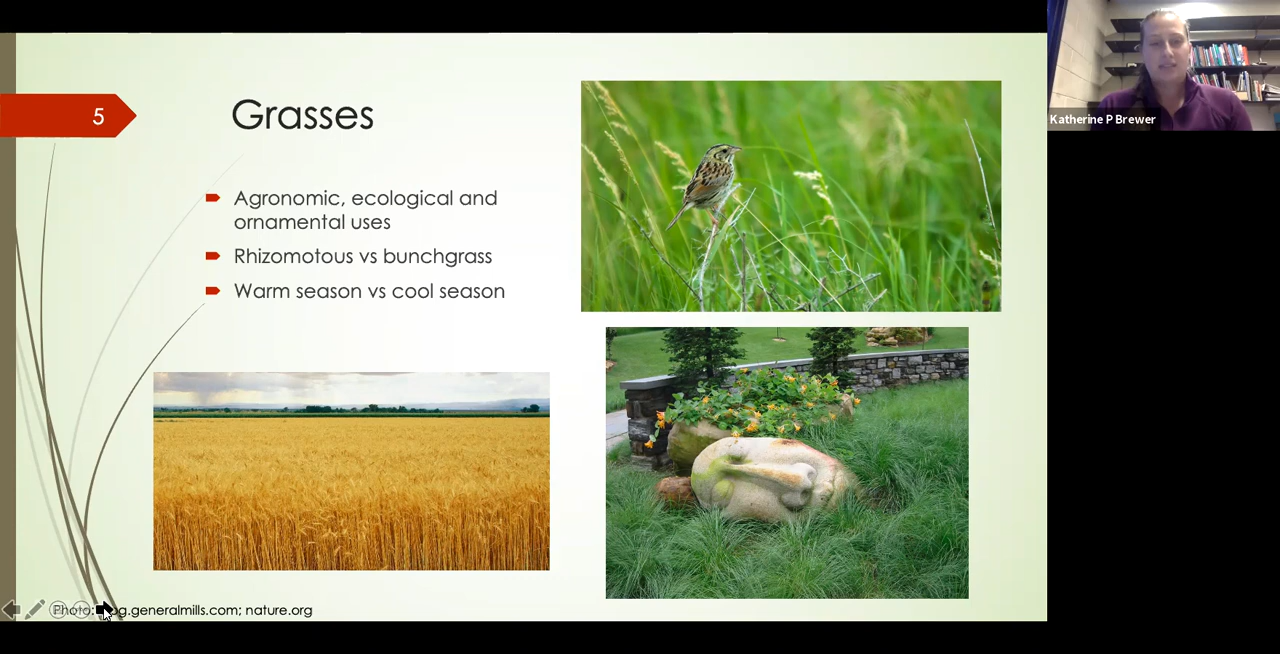 5
Grasses
Agronomic, ecological and
ornamental uses
Rhizomotous vs bunchgrass
Warm season vs cool season
Photo: generalmills.com; nature.org
Katherine P Brewer